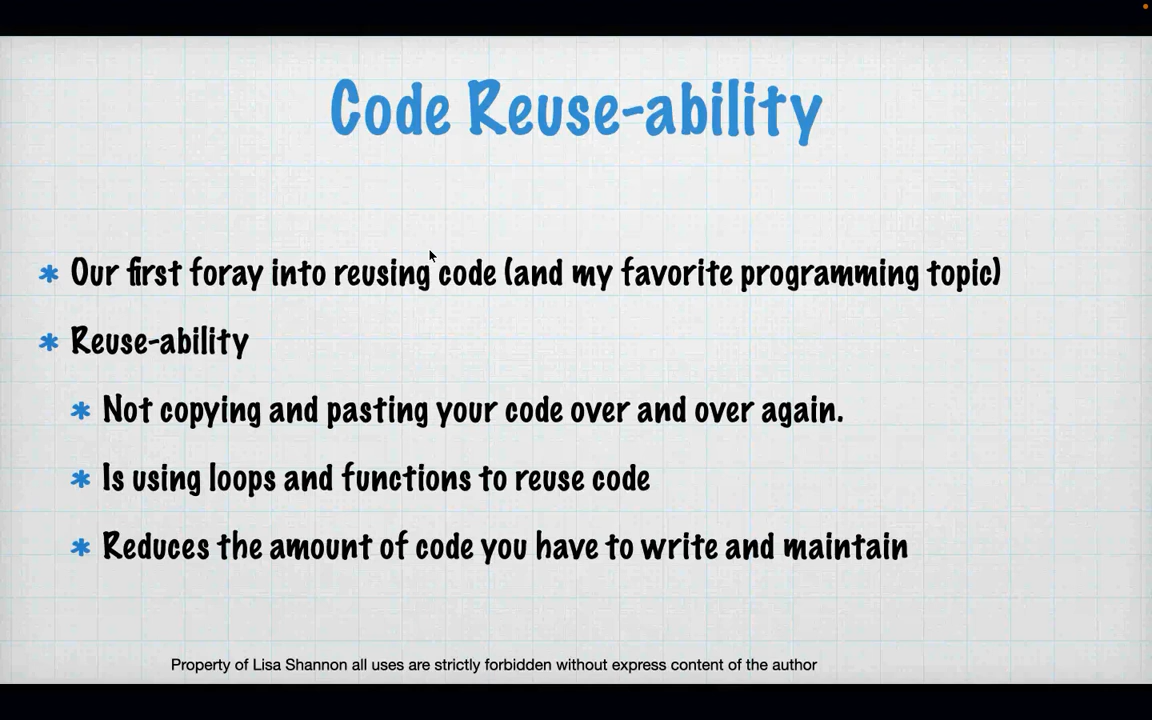 Code Reuse-ability
* Our first foray into reusing code (and my favorite programming topic)
* Reuse-ability
* Not copying and pasting your code over and over again.
* Is using loops and functions to reuse code
* Reduces the amount of code you have to write and maintain
Property of Lisa Shannon all uses are strictly forbidden without express content of the author